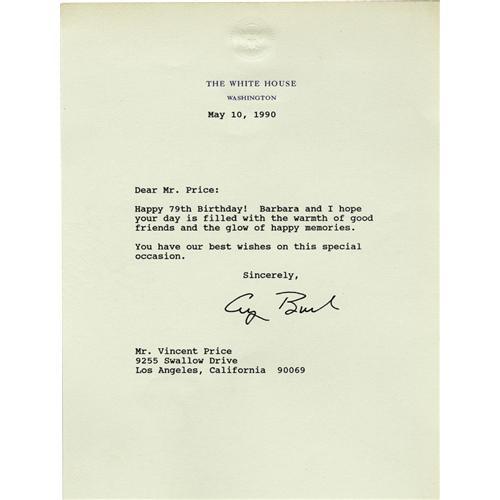 THE WHITE HOUSE
WASHINGTON
May 10, 1990
Dear Mr. Price:
Happy 79th Birthday! Barbara and I hope
your day is filled with the warmth of good
friends and the glow of happy memories.
You have our best wishes on this special
occasion.
Sincerely,
Mr. Vincent Price
9255 Swallow Drive
Los Angeles, California 90069